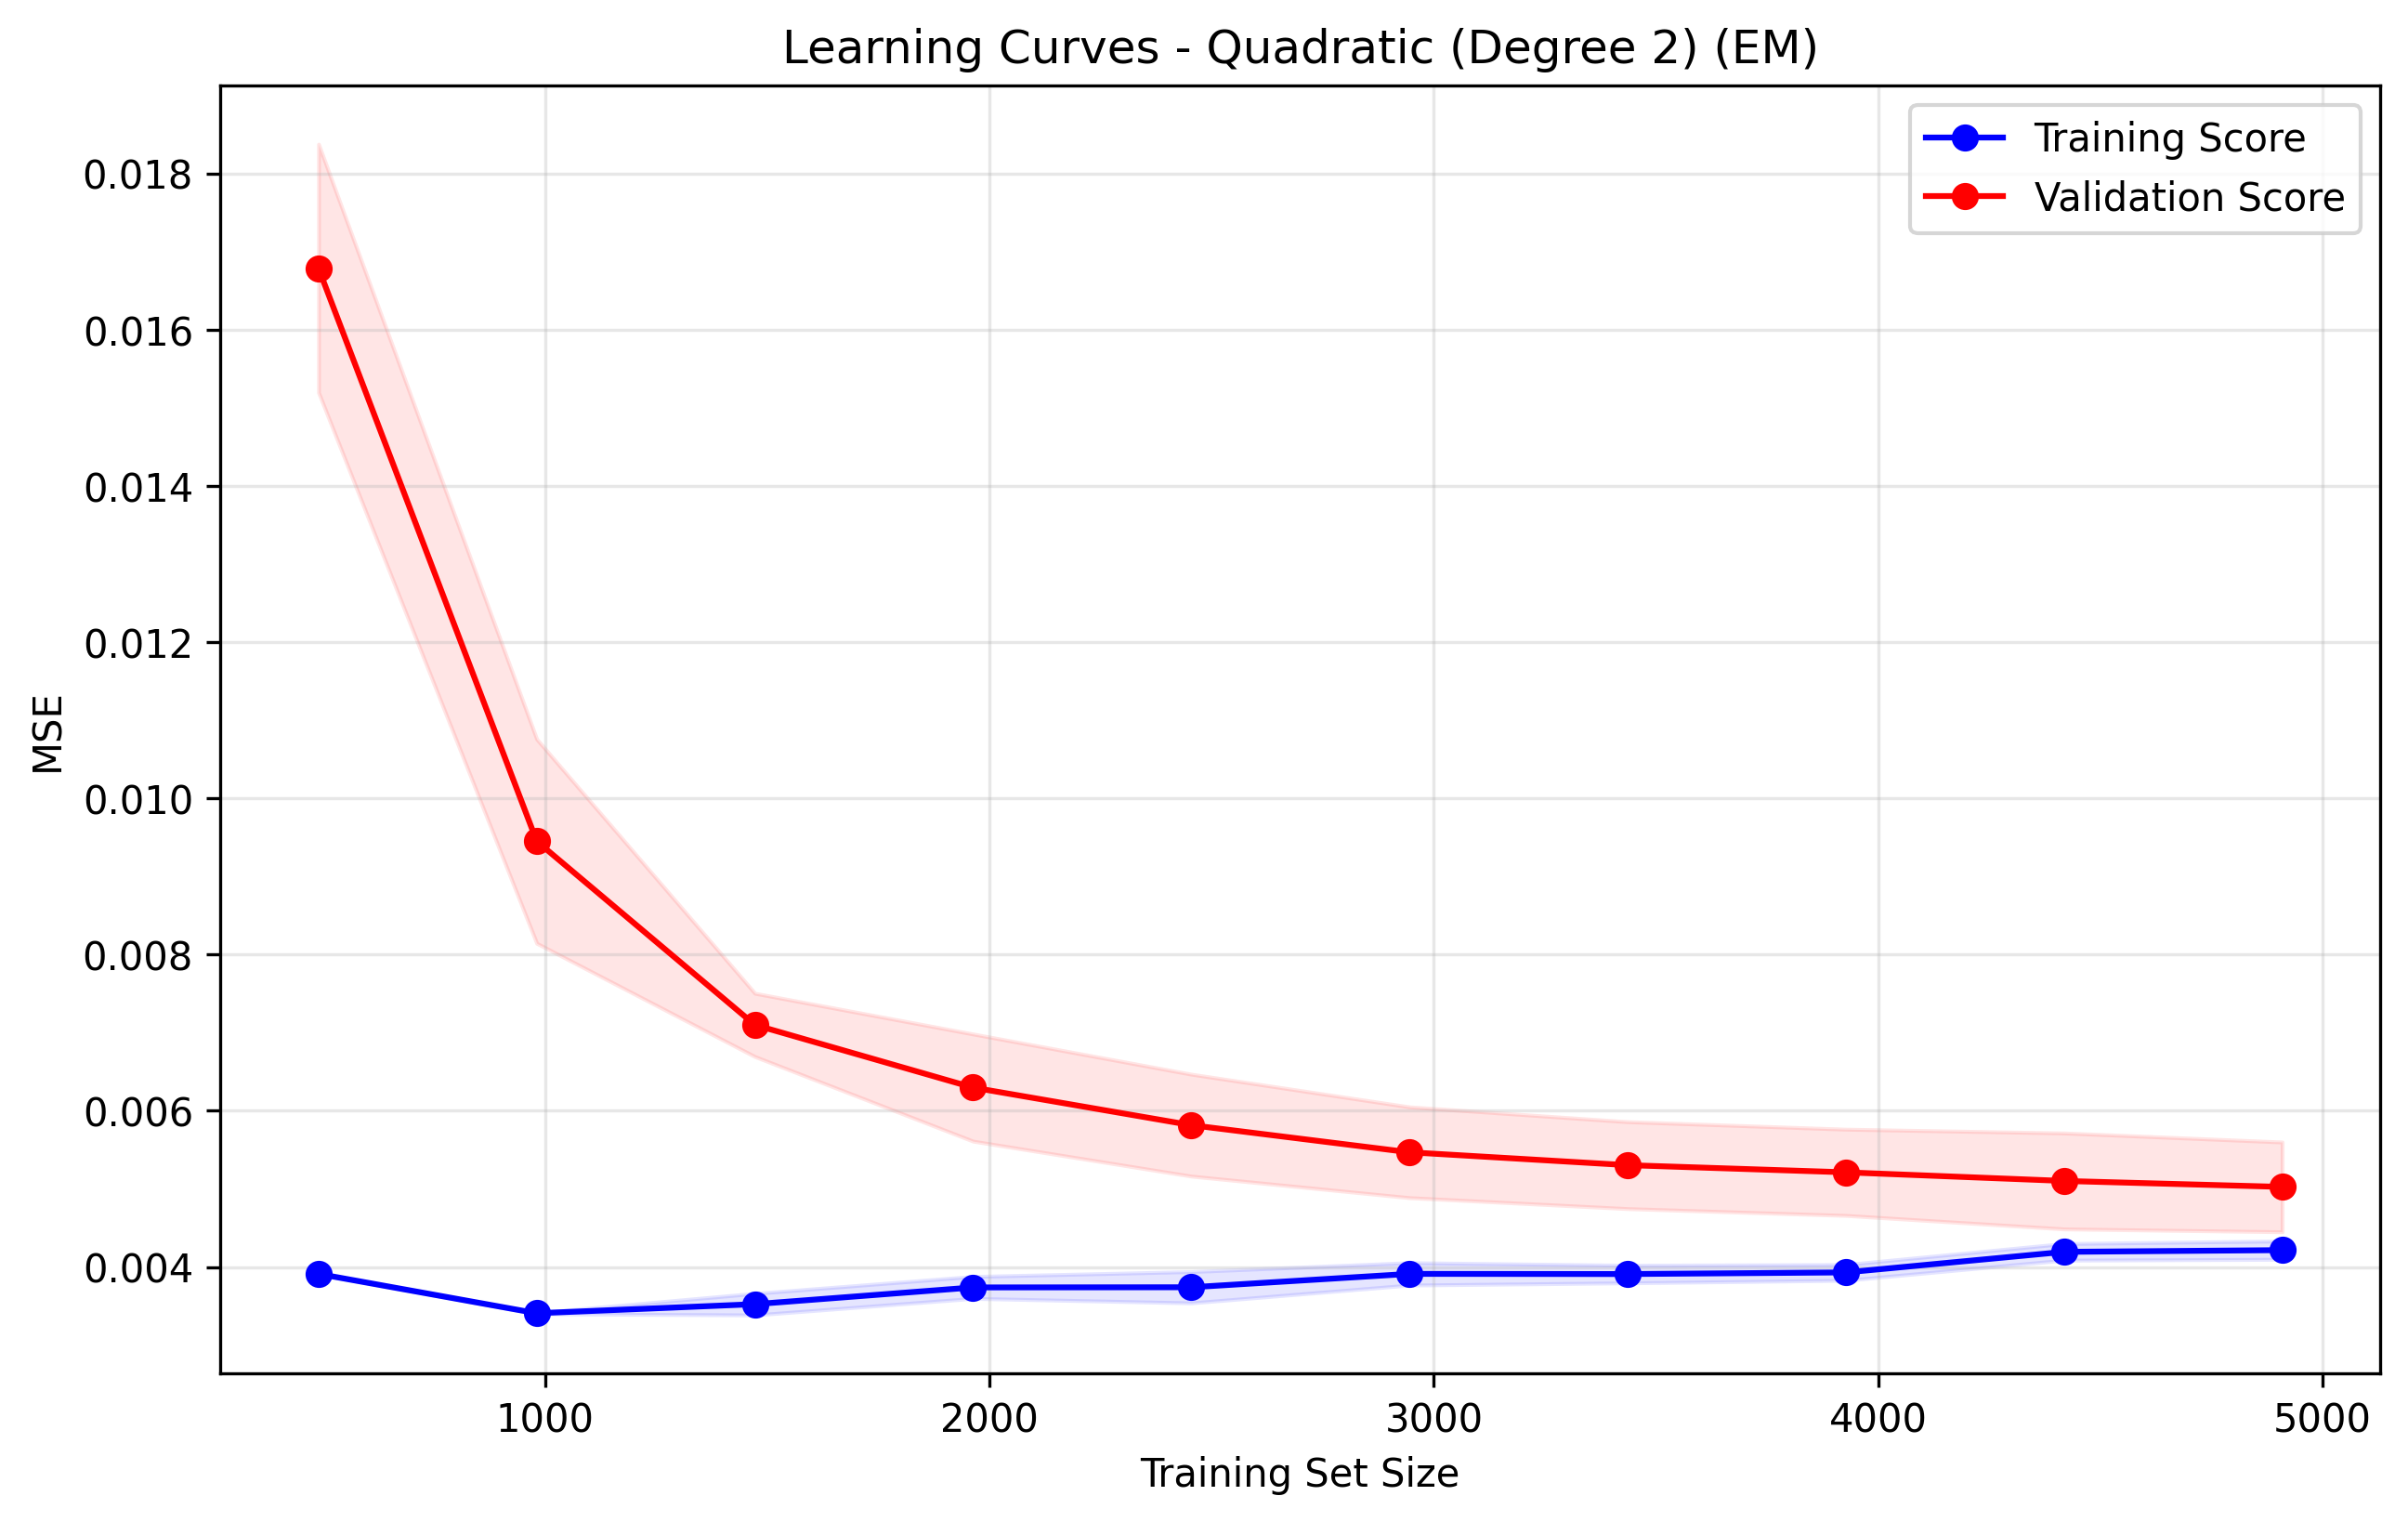 Learning Curves - Quadratic (Degree 2) (EM)
Training Score
Validation Score
0.018
0.016
0.014
0.012
0.010
0.008
0.006
0.004
MSE
1000 2000 3000 4000 5000
Training Set Size